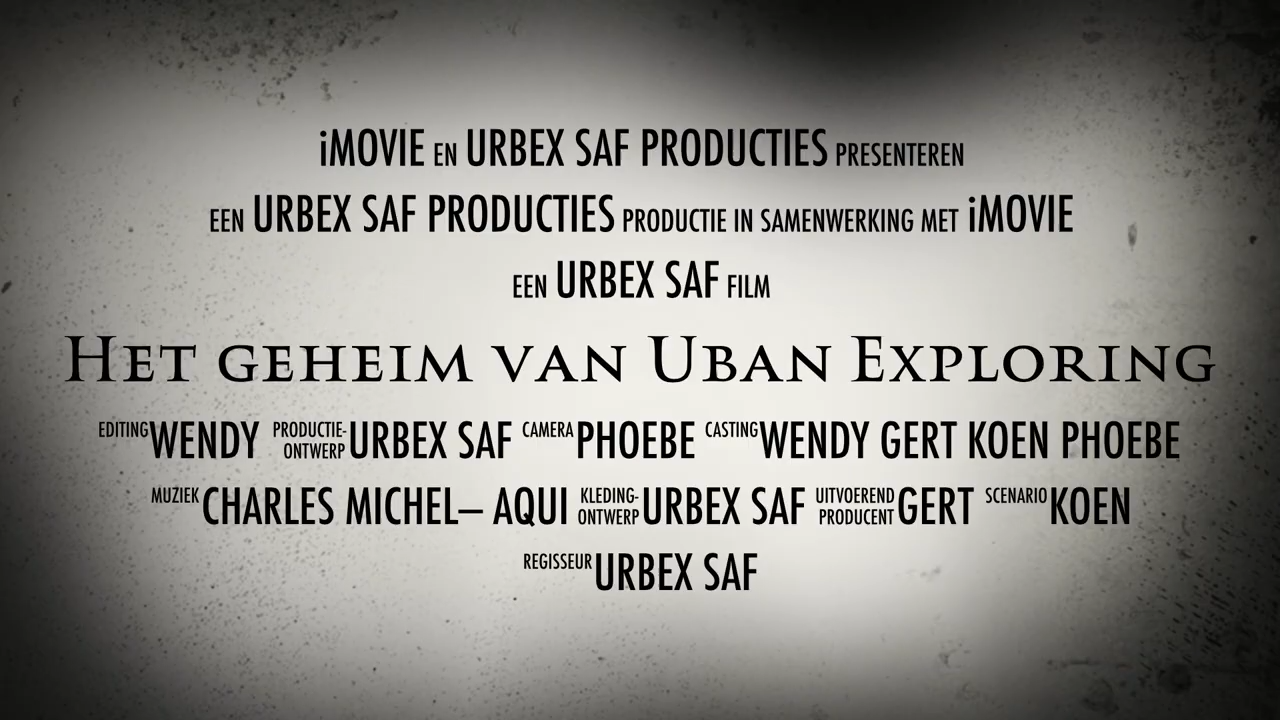 iMOVIE EN URBEX SAF PRODUCTIES PRESENTEREN
EEN URBEX SAF PRODUCTIES PRODUCTIE IN SAMENWERKING MET iMOVIE
EEN URBEX SAF FILM
HET GEHEIM VAN UBAN EXPLORING
EDITING WENDY PRODUCTIE-ONTWERP URBEX SAF CAMERA PHOEBE CASTING WENDY GERT KOEN PHOEBE
MUZIEK CHARLES MICHEL– AQUI KLEDING-ONTWERP URBEX SAF UITVOEREND PRODUCENT GERT SCENARIO KOEN
REGISSEUR URBEX SAF